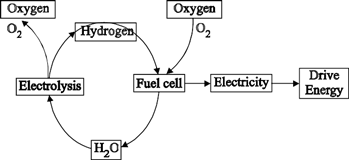 Oxygen
O₂
Hydrogen
Oxygen
O₂
Electrolysis
Fuel cell
Electricity
Drive
Energy
H₂O